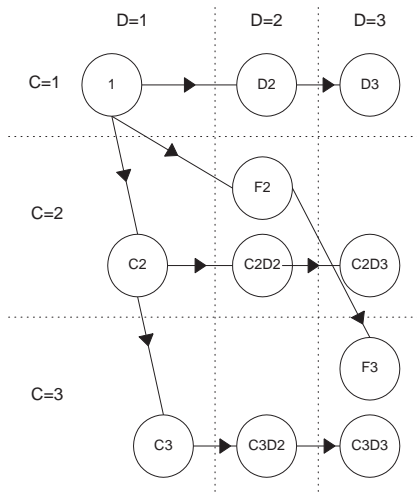 D=1 D=2 D=3
C=1 1 D2 D3
F2
C=2
C2 C2D2 C2D3
F3
C=3
C3 C3D2 C3D3